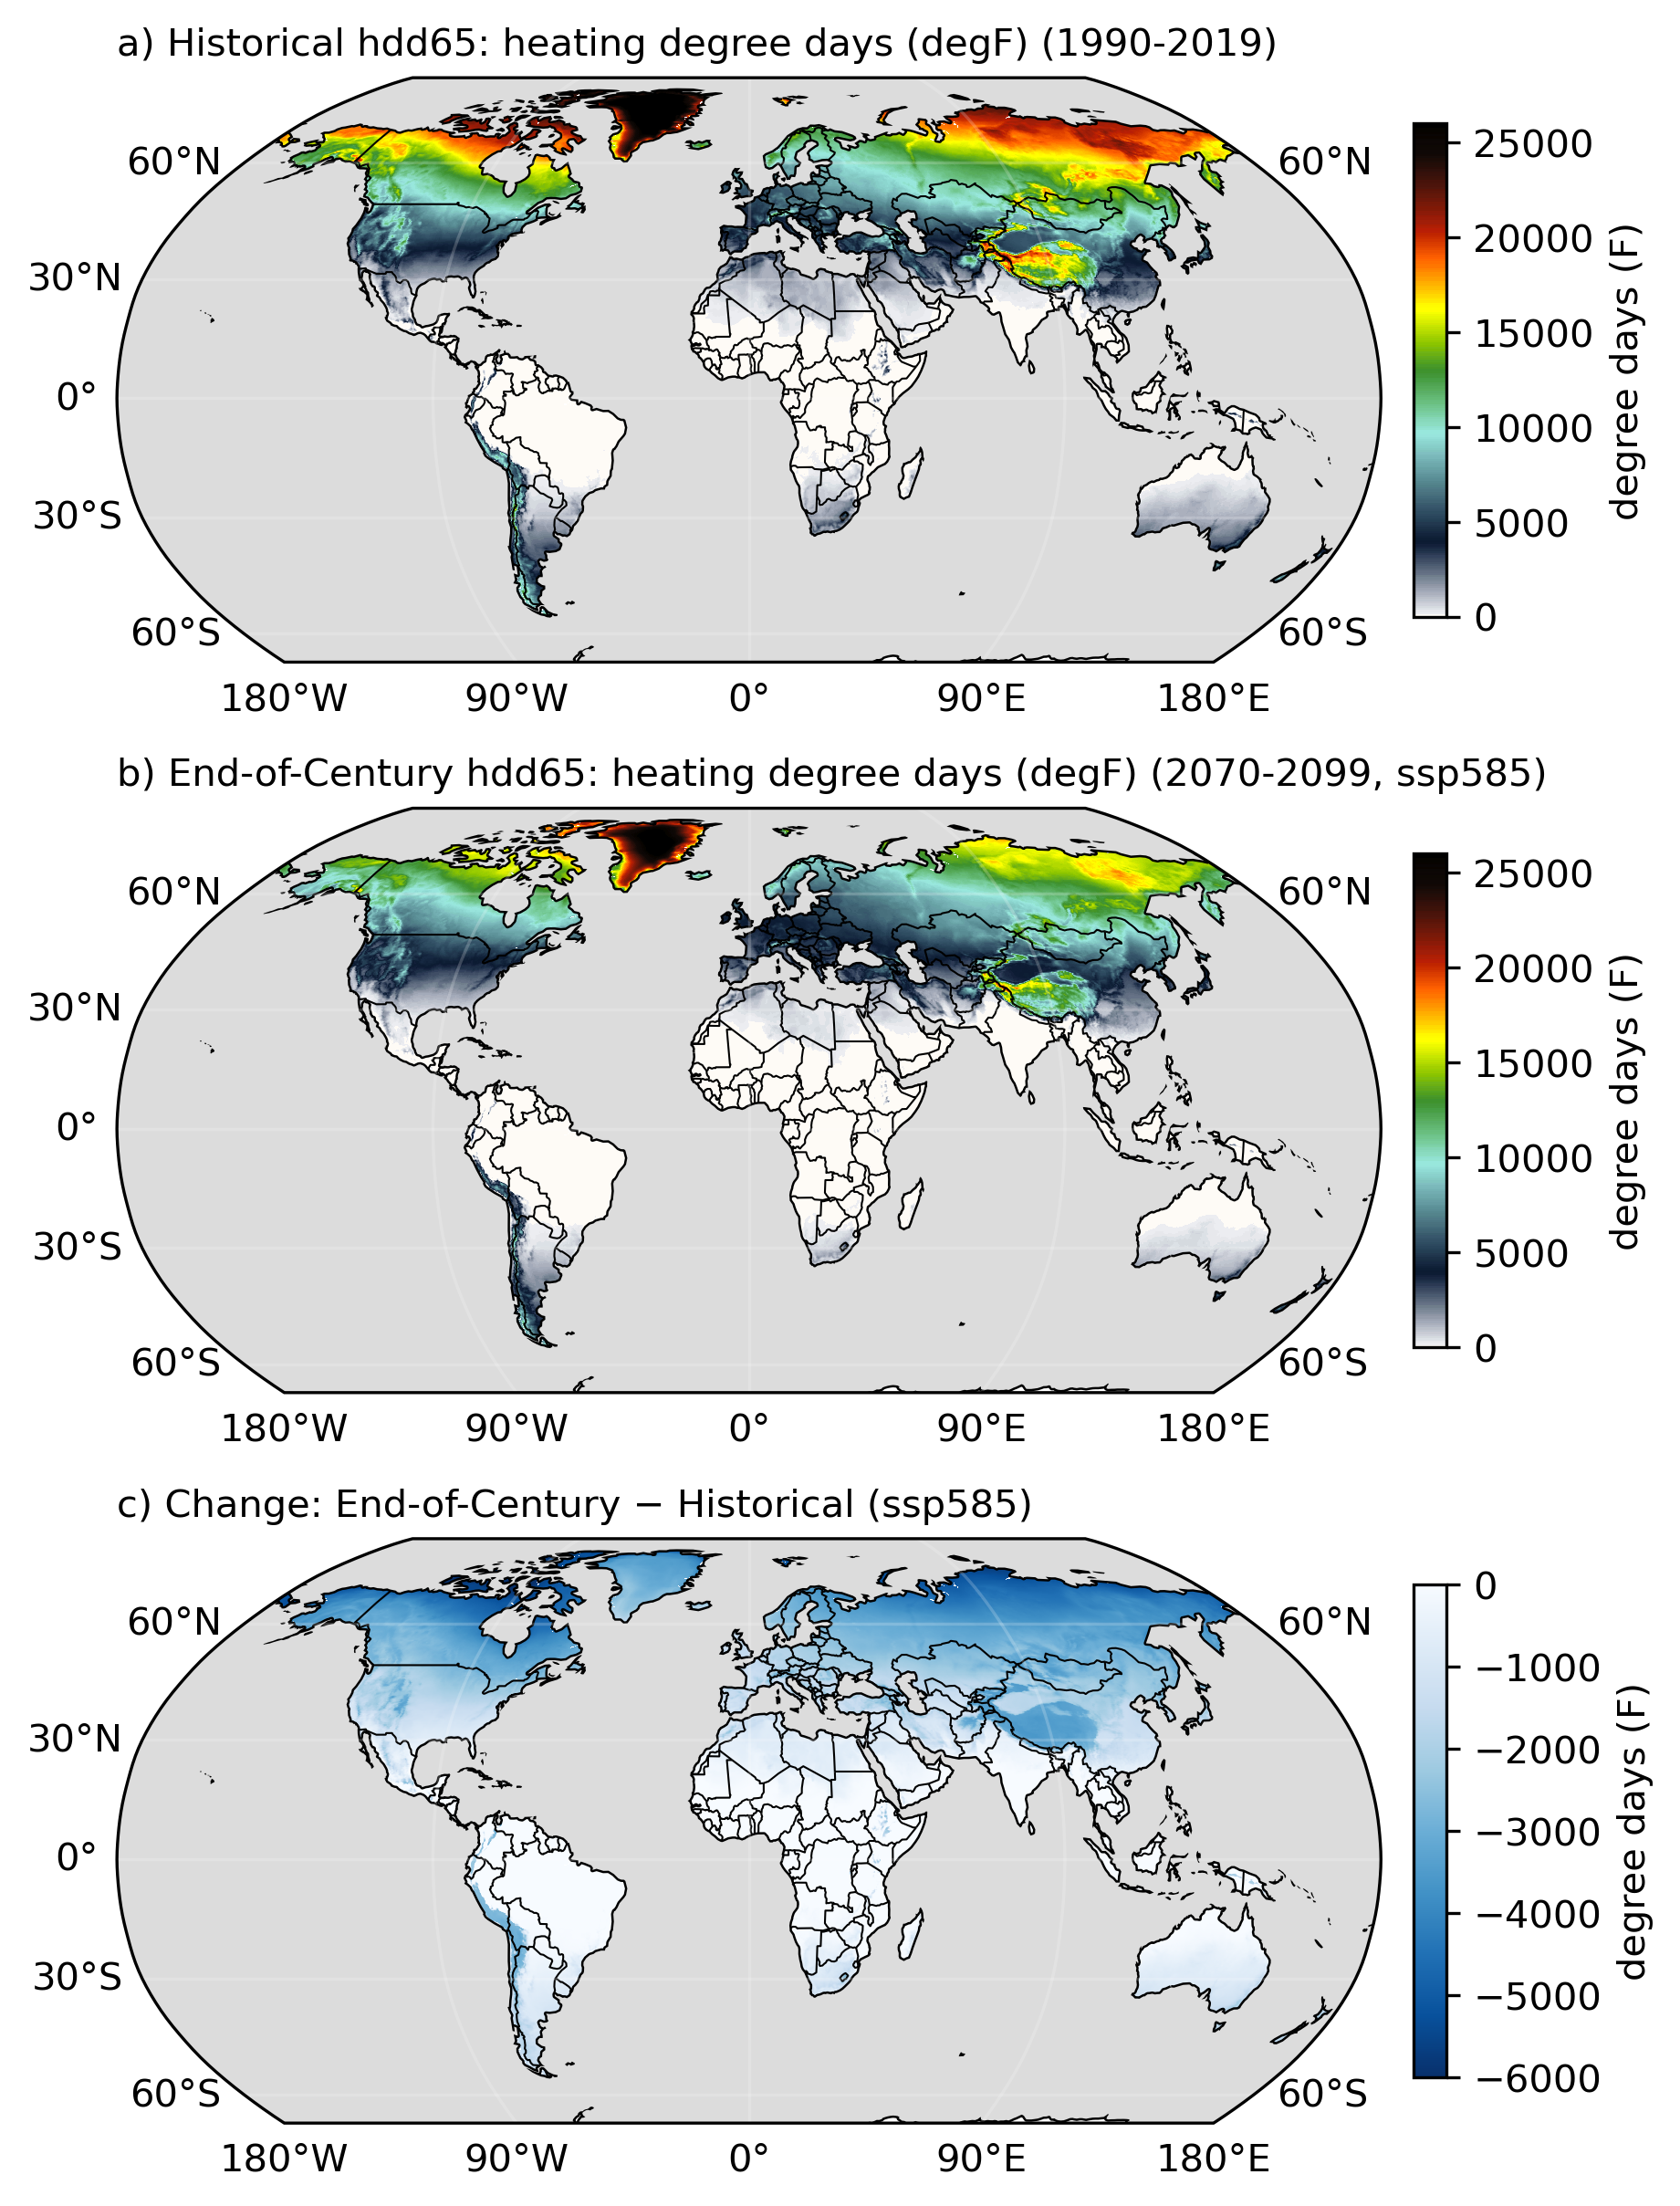 a) Historical hdd65: heating degree days (degF) (1990-2019)
60°N
60°N
30°N
0°
30°S
60°S
60°S
180°W
90°W
0°
90°E
180°E
25000
20000
15000
10000
5000
0
degree days (F)
b) End-of-Century hdd65: heating degree days (degF) (2070-2099, ssp585)
60°N
60°N
30°N
0°
30°S
60°S
60°S
180°W
90°W
0°
90°E
180°E
25000
20000
15000
10000
5000
0
degree days (F)
c) Change: End-of-Century − Historical (ssp585)
60°N
60°N
30°N
0°
30°S
60°S
60°S
180°W
90°W
0°
90°E
180°E
0
−1000
−2000
−3000
−4000
−5000
−6000
degree days (F)